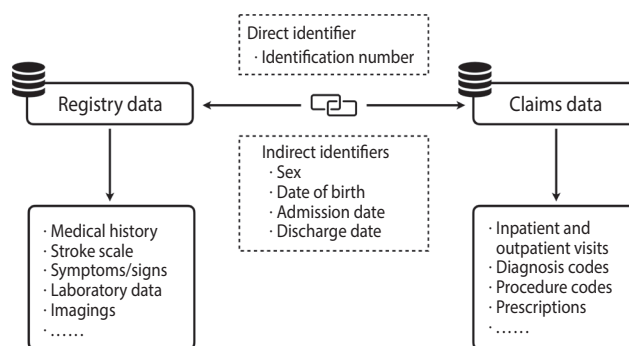 Direct identifier
· Identification number
Registry data
Claims data
Indirect identifiers
· Sex
· Date of birth
· Admission date
· Discharge date
· Medical history
· Stroke scale
· Symptoms/signs
· Laboratory data
· Imagings
· ......
· Inpatient and
outpatient visits
· Diagnosis codes
· Procedure codes
· Prescriptions
· ......